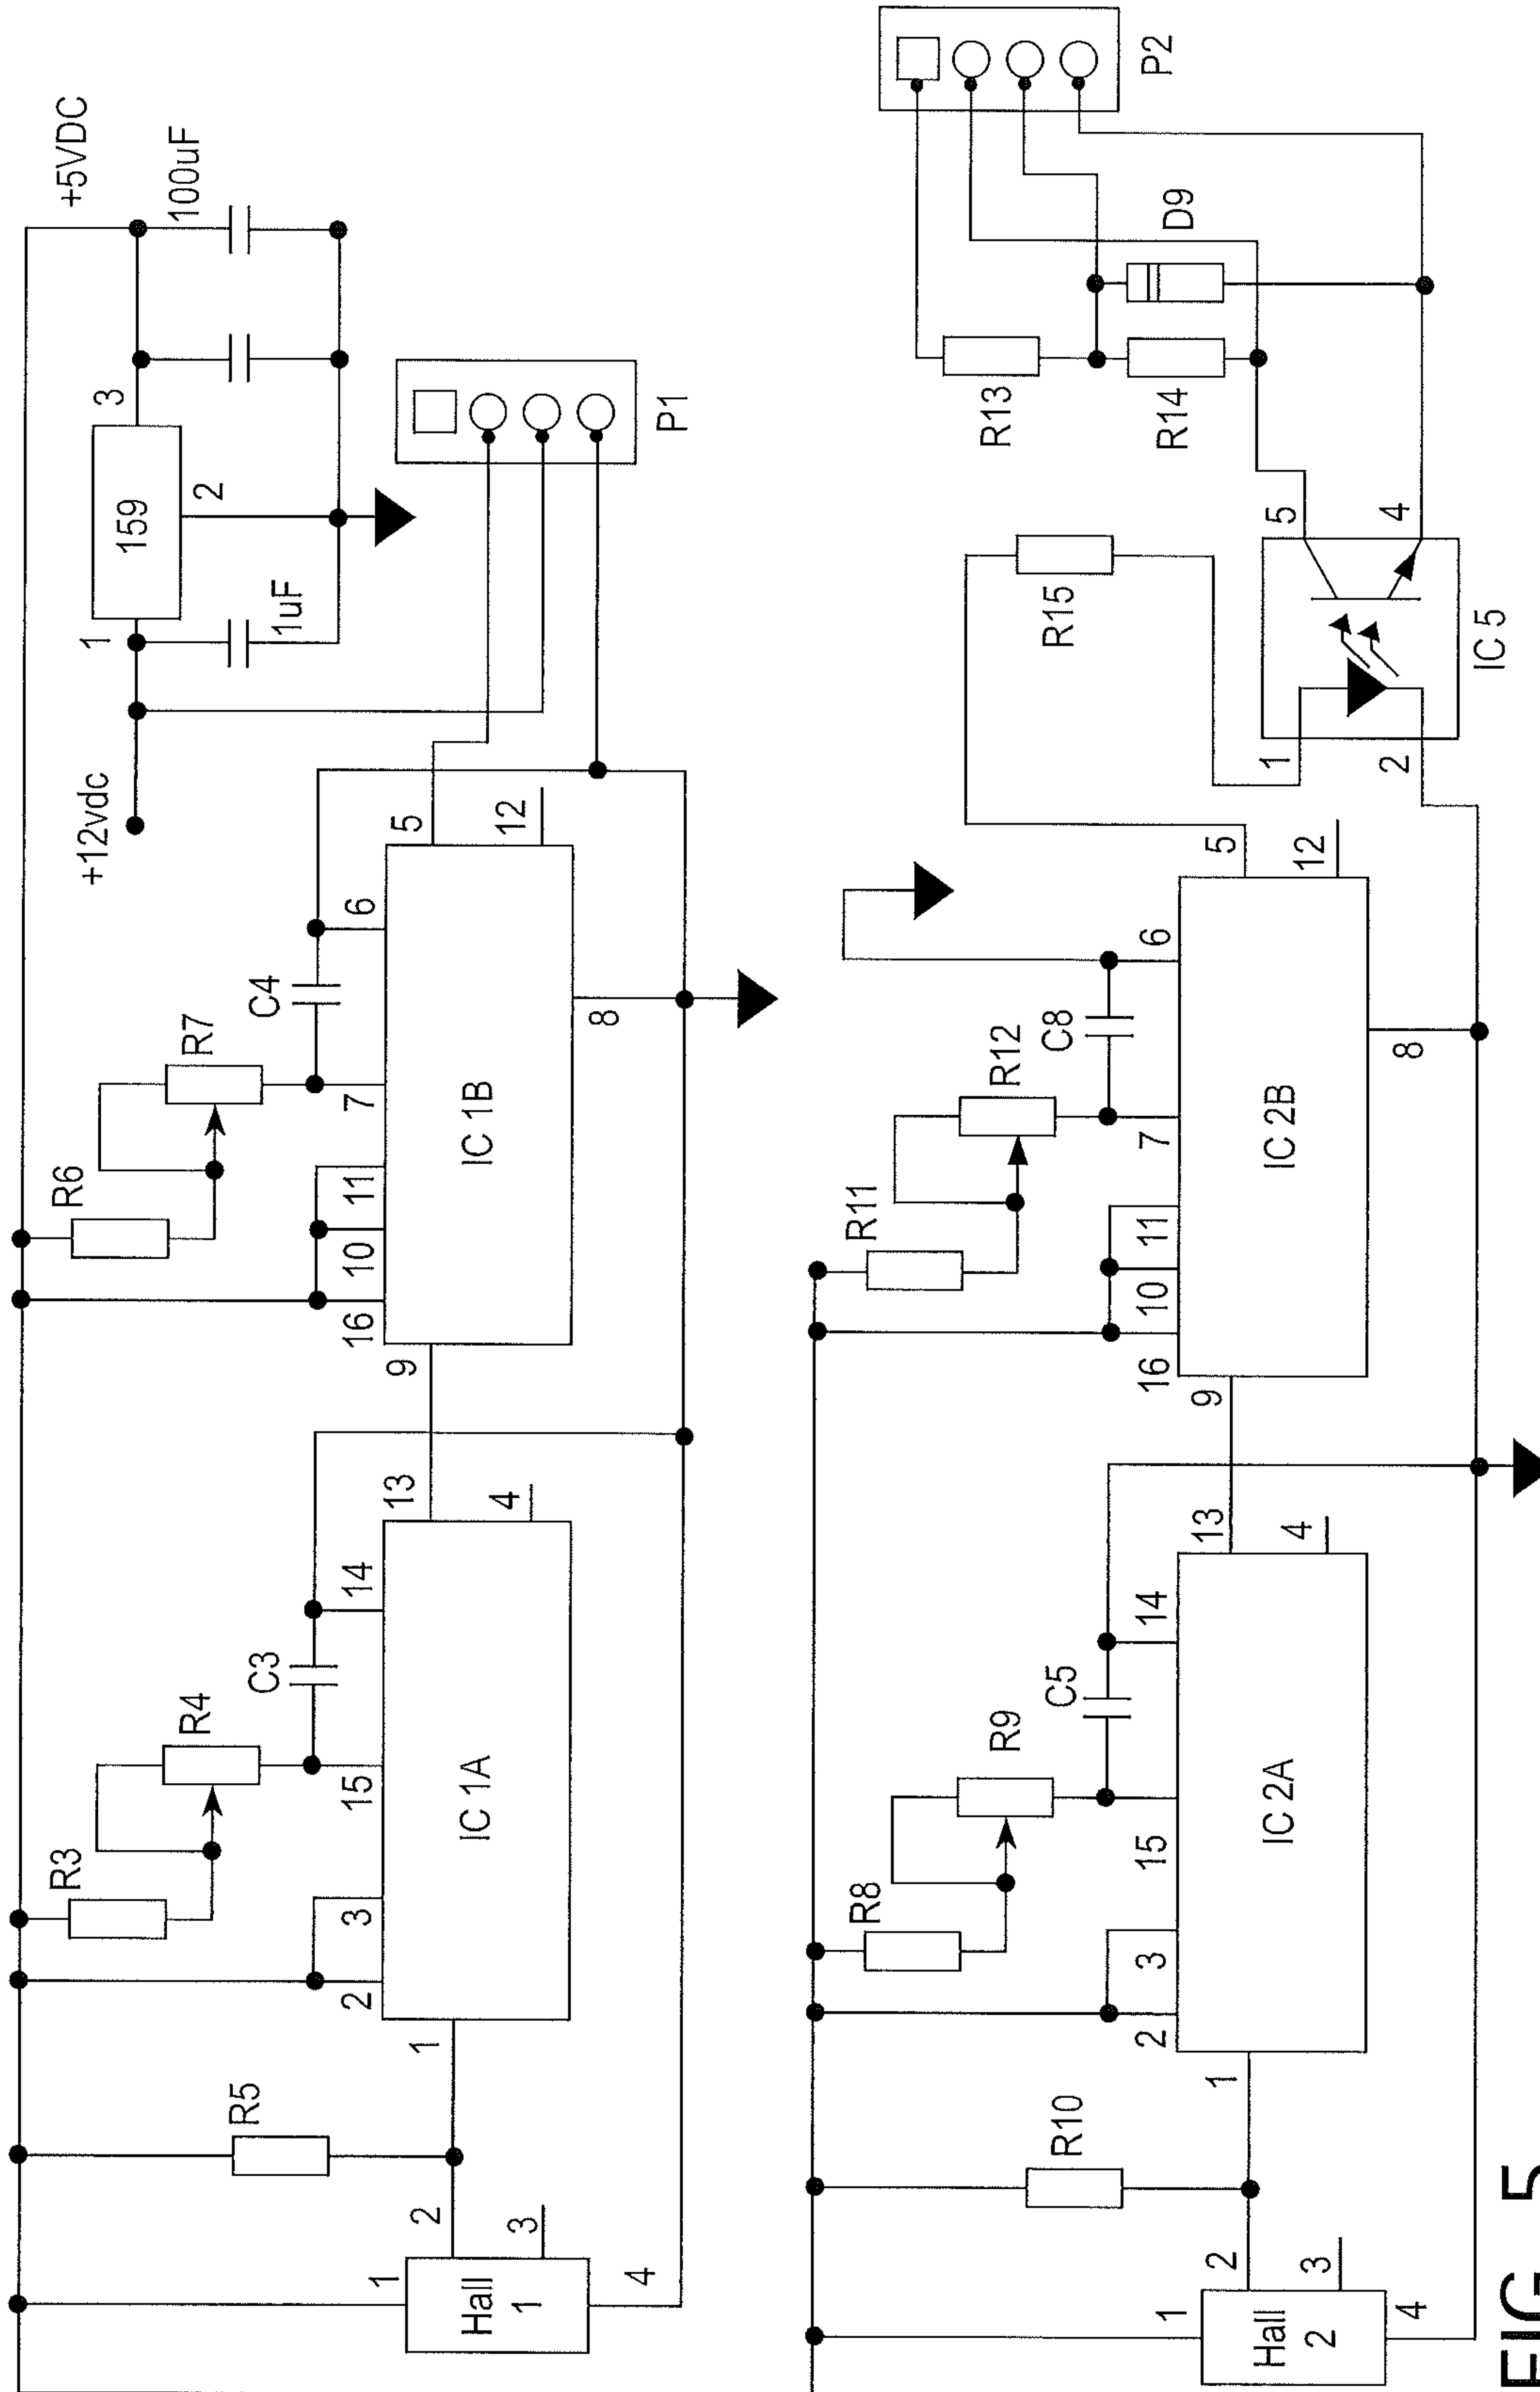 +5VDC
+12vdc
1
159
3
2
1uF
100uF
P1
R5
R3
R4
C3
R6
R7
C4
1
Hall
1
2
3
4
1
2
3
15
14
IC 1A
13
4
9
16
10
11
7
6
IC 1B
5
12
8
R10
R8
R9
C5
R11
R12
C8
1
Hall
2
2
3
4
1
2
3
15
14
IC 2A
13
4
9
16
10
11
7
6
IC 2B
5
12
8
R15
1
2
5
4
IC 5
R13
R14
D9
P2
FIG. 5